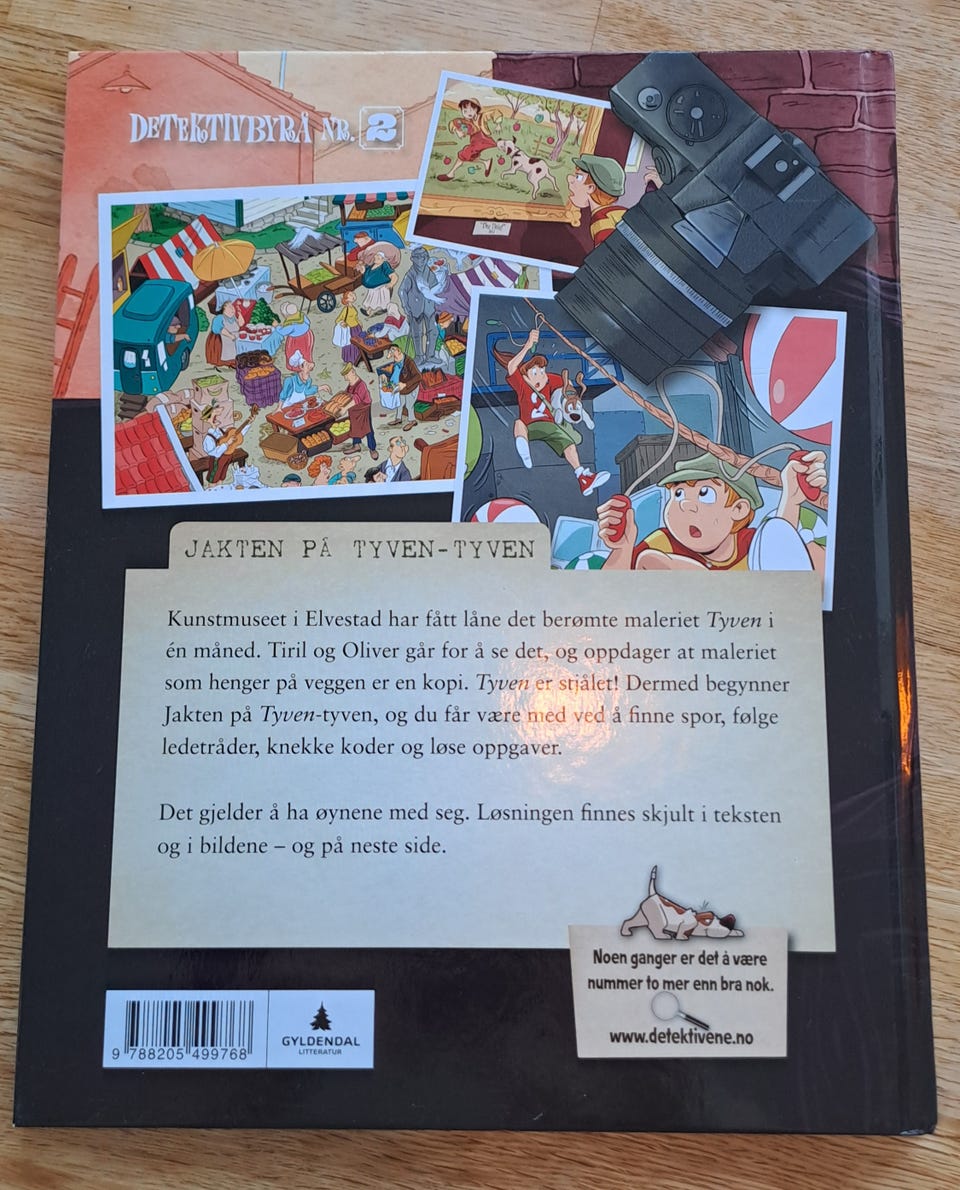 DETEKTIVBYRÅ NR. 2
JAKTEN PÅ TYVEN-TYVEN
Kunstmuseet i Elvestad har fått låne det berømte maleriet Tyven i
én måned. Tiril og Oliver går for å se det, og oppdager at maleriet
som henger på veggen er en kopi. Tyven er stjålet! Dermed begynner
Jakten på Tyven-tyven, og du får være med ved å finne spor, følge
ledetråder, knekke koder og løse oppgaver.
Det gjelder å ha øynene med seg. Løsningen finnes skjult i teksten
og i bildene – og på neste side.
Noen ganger er det å være
nummer to mer enn bra nok.
www.detektivene.no
GYLDENDAL
LITTERATUR
9 788205 499768